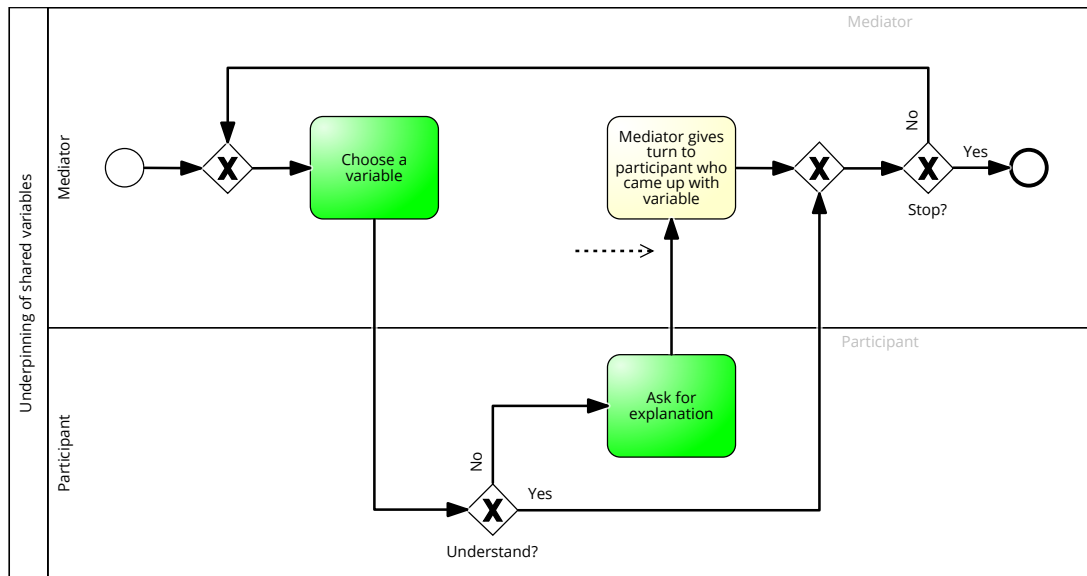 Underpinning of shared variables
Mediator
Mediator
No
Choose a
variable
Mediator gives
turn to
participant who
came up with
variable
Yes
Stop?
Participant
Participant
Ask for
explanation
No
Yes
Understand?